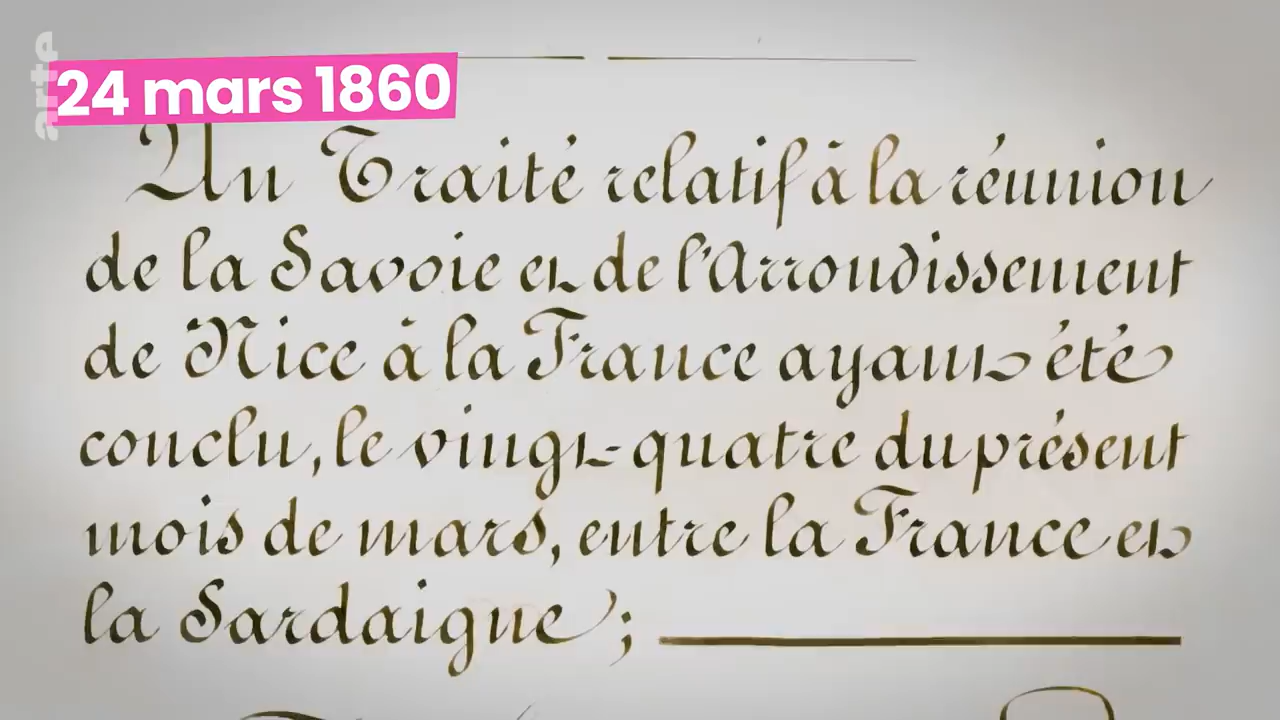 arte
24 mars 1860
Un Traité relatif à la réunion
de la Savoie et de l'Arrondissement
de Nice à la France ayant été
conclu, le vingt-quatre du présent
mois de mars, entre la France et
la Sardaigne ;